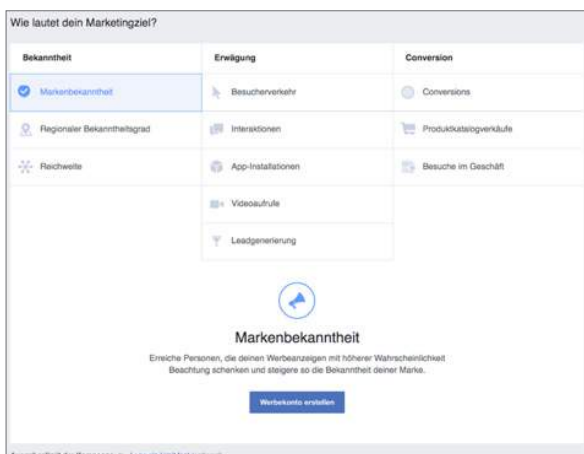 Wie lautet dein Marketingziel?
Bekanntheit
Erwägung
Conversion
Markenbekanntheit
Besucherverkehr
Conversions
Regionaler Bekanntheitsgrad
Interaktionen
Produktkatalogverkäufe
Reichweite
App-Installationen
Besuche im Geschäft
Videoaufrufe
Leadgenerierung
Markenbekanntheit
Erreiche Personen, die deinen Werbeanzeigen mit höherer Wahrscheinlichkeit
Beachtung schenken und steigere so die Bekanntheit deiner Marke.
Werbekonto erstellen